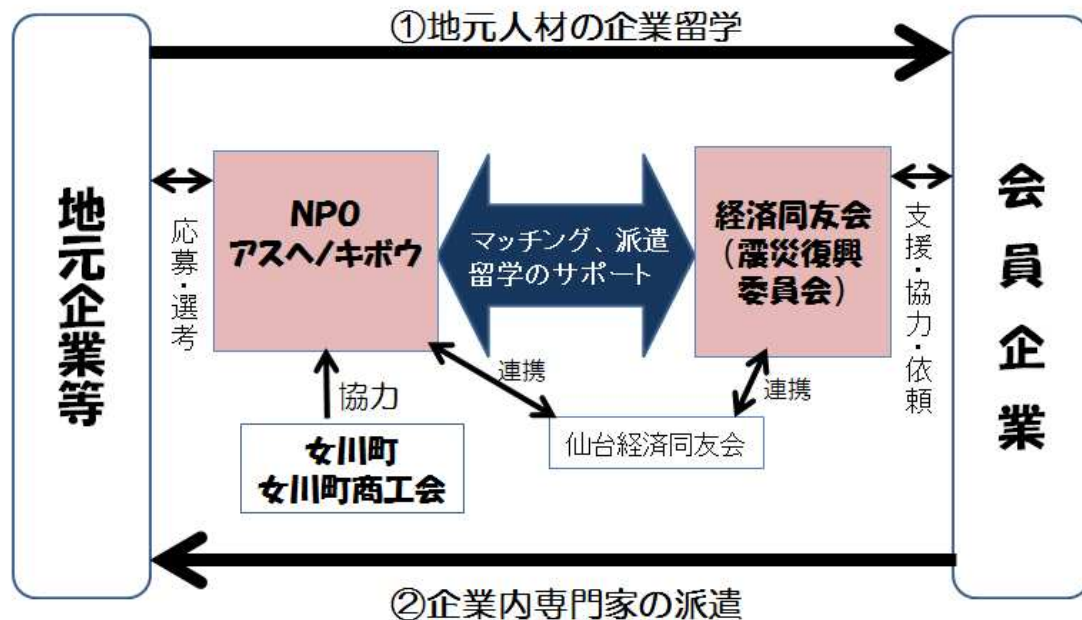 ①地元人材の企業留学
地元企業等
応募・選考
NPO
アスヘノキボウ
マッチング、派遣
留学のサポート
経済同友会
(震災復興
委員会)
支援・協力・依頼
会員企業
連携
連携
協力
仙台経済同友会
女川町
女川町商工会
②企業内専門家の派遣